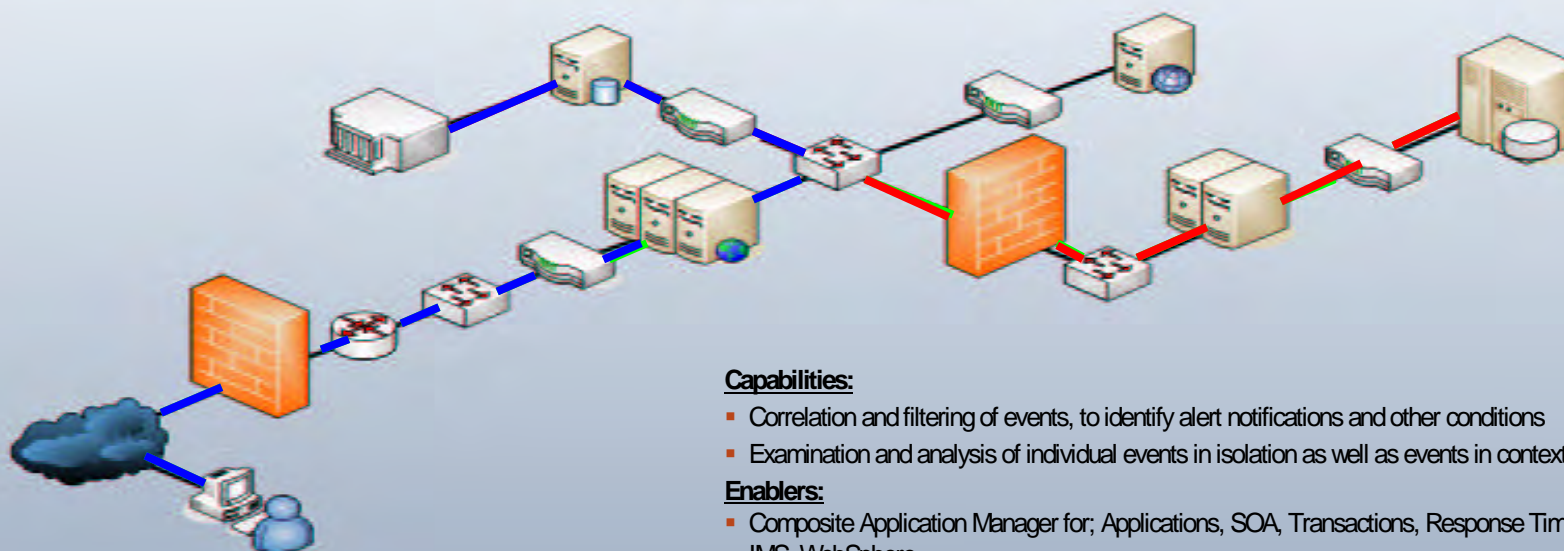 Capabilities:
▪ Correlation and filtering of events, to identify alert notifications and other conditions
▪ Examination and analysis of individual events in isolation as well as events in context
Enablers:
▪ Composite Application Manager for; Applications, SOA, Transactions, Response Tim